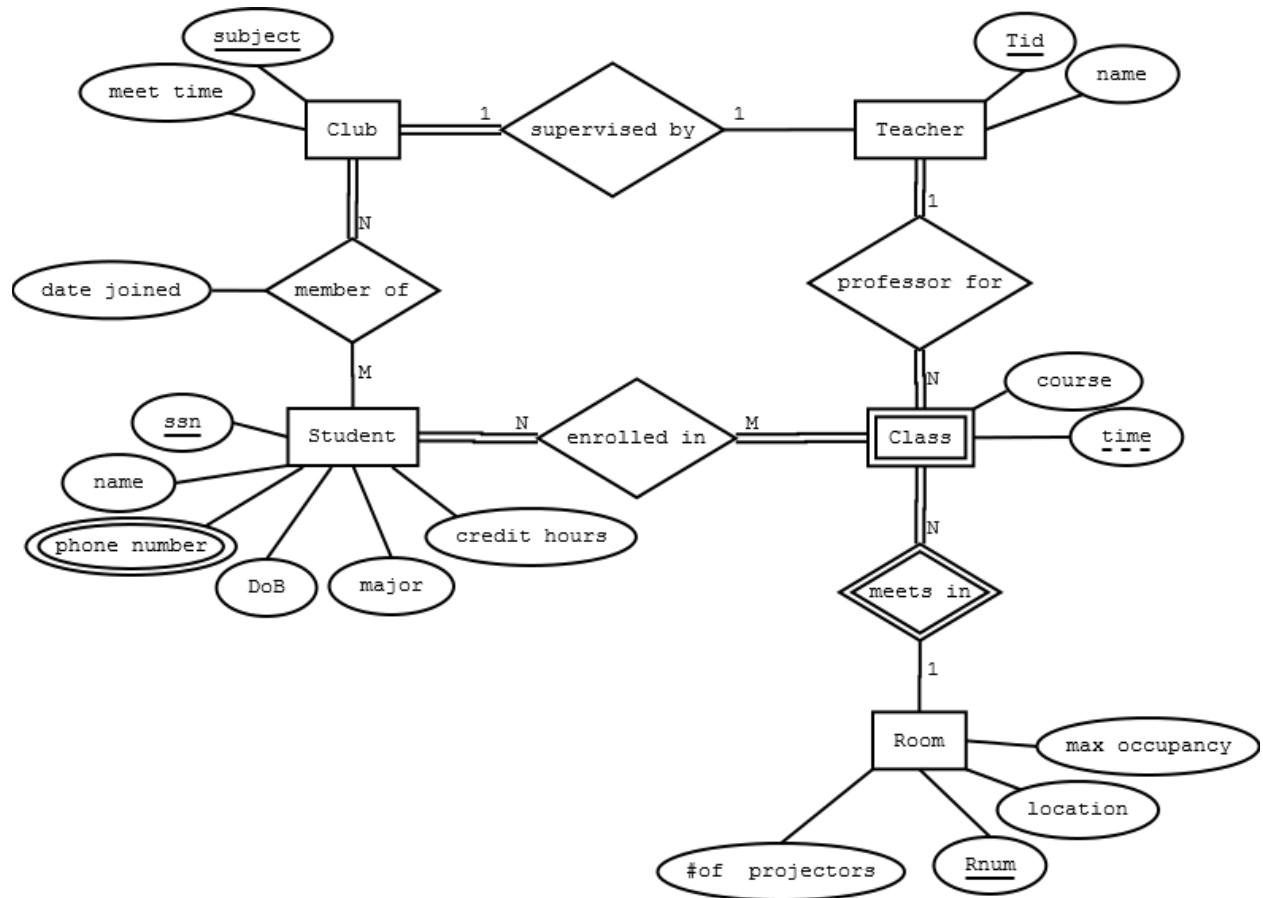 subject
Tid
meet time
name
Club
1
supervised by
1
Teacher
N
1
date joined
member of
professor for
M
N
course
ssn
Student
N
enrolled in
M
Class
time
name
phone number
credit hours
DoB
major
N
meets in
1
Room
max occupancy
location
#of projectors
Rnum